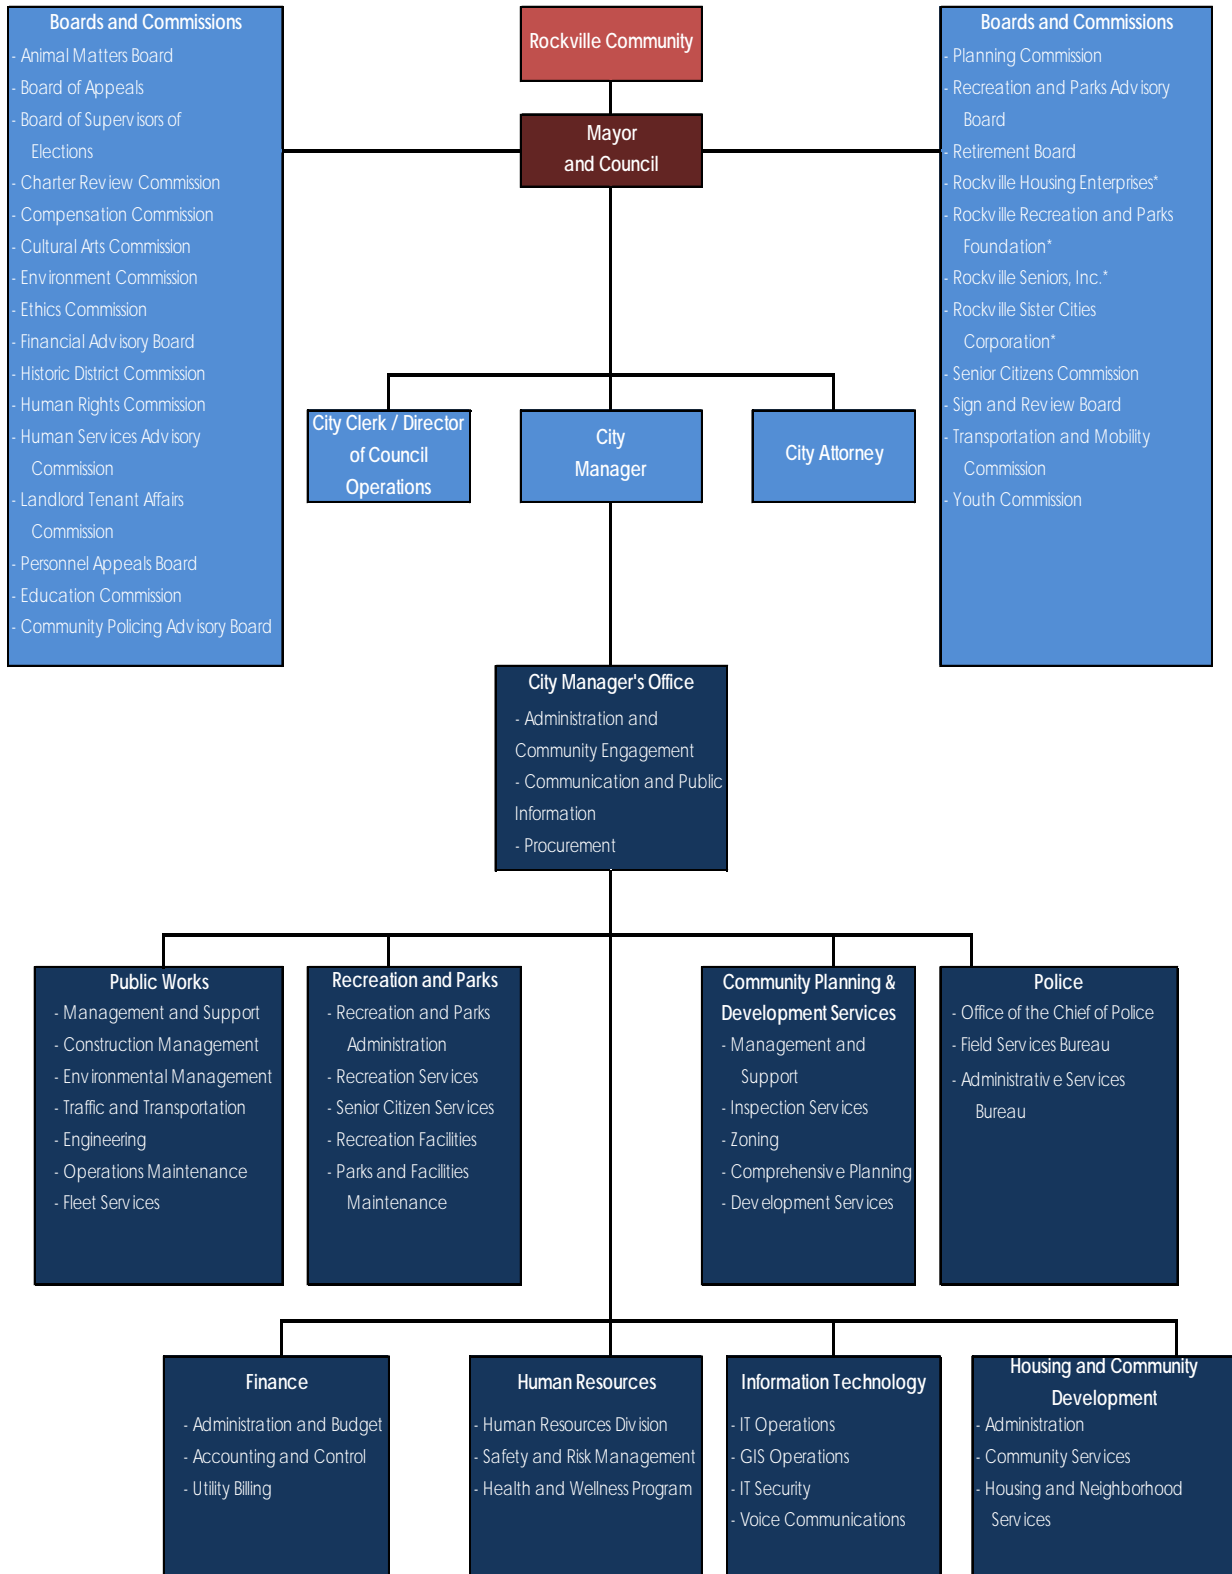 Boards and Commissions
- Animal Matters Board
- Board of Appeals
- Board of Supervisors of
Elections
- Charter Review Commission
- Compensation Commission
- Cultural Arts Commission
- Environment Commission
- Ethics Commission
- Financial Advisory Board
- Historic District Commission
- Human Rights Commission
- Human Services Advisory
Commission
- Landlord Tenant Affairs
Commission
- Personnel Appeals Board
- Education Commission
- Community Policing Advisory Board
Rockville Community
Mayor
and Council
Boards and Commissions
- Planning Commission
- Recreation and Parks Advisory
Board
- Retirement Board
- Rockville Housing Enterprises*
- Rockville Recreation and Parks
Foundation*
- Rockville Seniors, Inc.*
- Rockville Sister Cities
Corporation*
- Senior Citizens Commission
- Sign and Review Board
- Transportation and Mobility
Commission
- Youth Commission
City Clerk / Director
of Council
Operations
City
Manager
City Attorney
City Manager's Office
- Administration and
Community Engagement
- Communication and Public
Information
- Procurement
Public Works
- Management and Support
- Construction Management
- Environmental Management
- Traffic and Transportation
- Engineering
- Operations Maintenance
- Fleet Services
Recreation and Parks
- Recreation and Parks
Administration
- Recreation Services
- Senior Citizen Services
- Recreation Facilities
- Parks and Facilities
Maintenance
Community Planning &
Development Services
- Management and
Support
- Inspection Services
- Zoning
- Comprehensive Planning
- Development Services
Police
- Office of the Chief of Police
- Field Services Bureau
- Administrative Services
Bureau
Finance
- Administration and Budget
- Accounting and Control
- Utility Billing
Human Resources
- Human Resources Division
- Safety and Risk Management
- Health and Wellness Program
Information Technology
- IT Operations
- GIS Operations
- IT Security
- Voice Communications
Housing and Community
Development
- Administration
- Community Services
- Housing and Neighborhood
Services